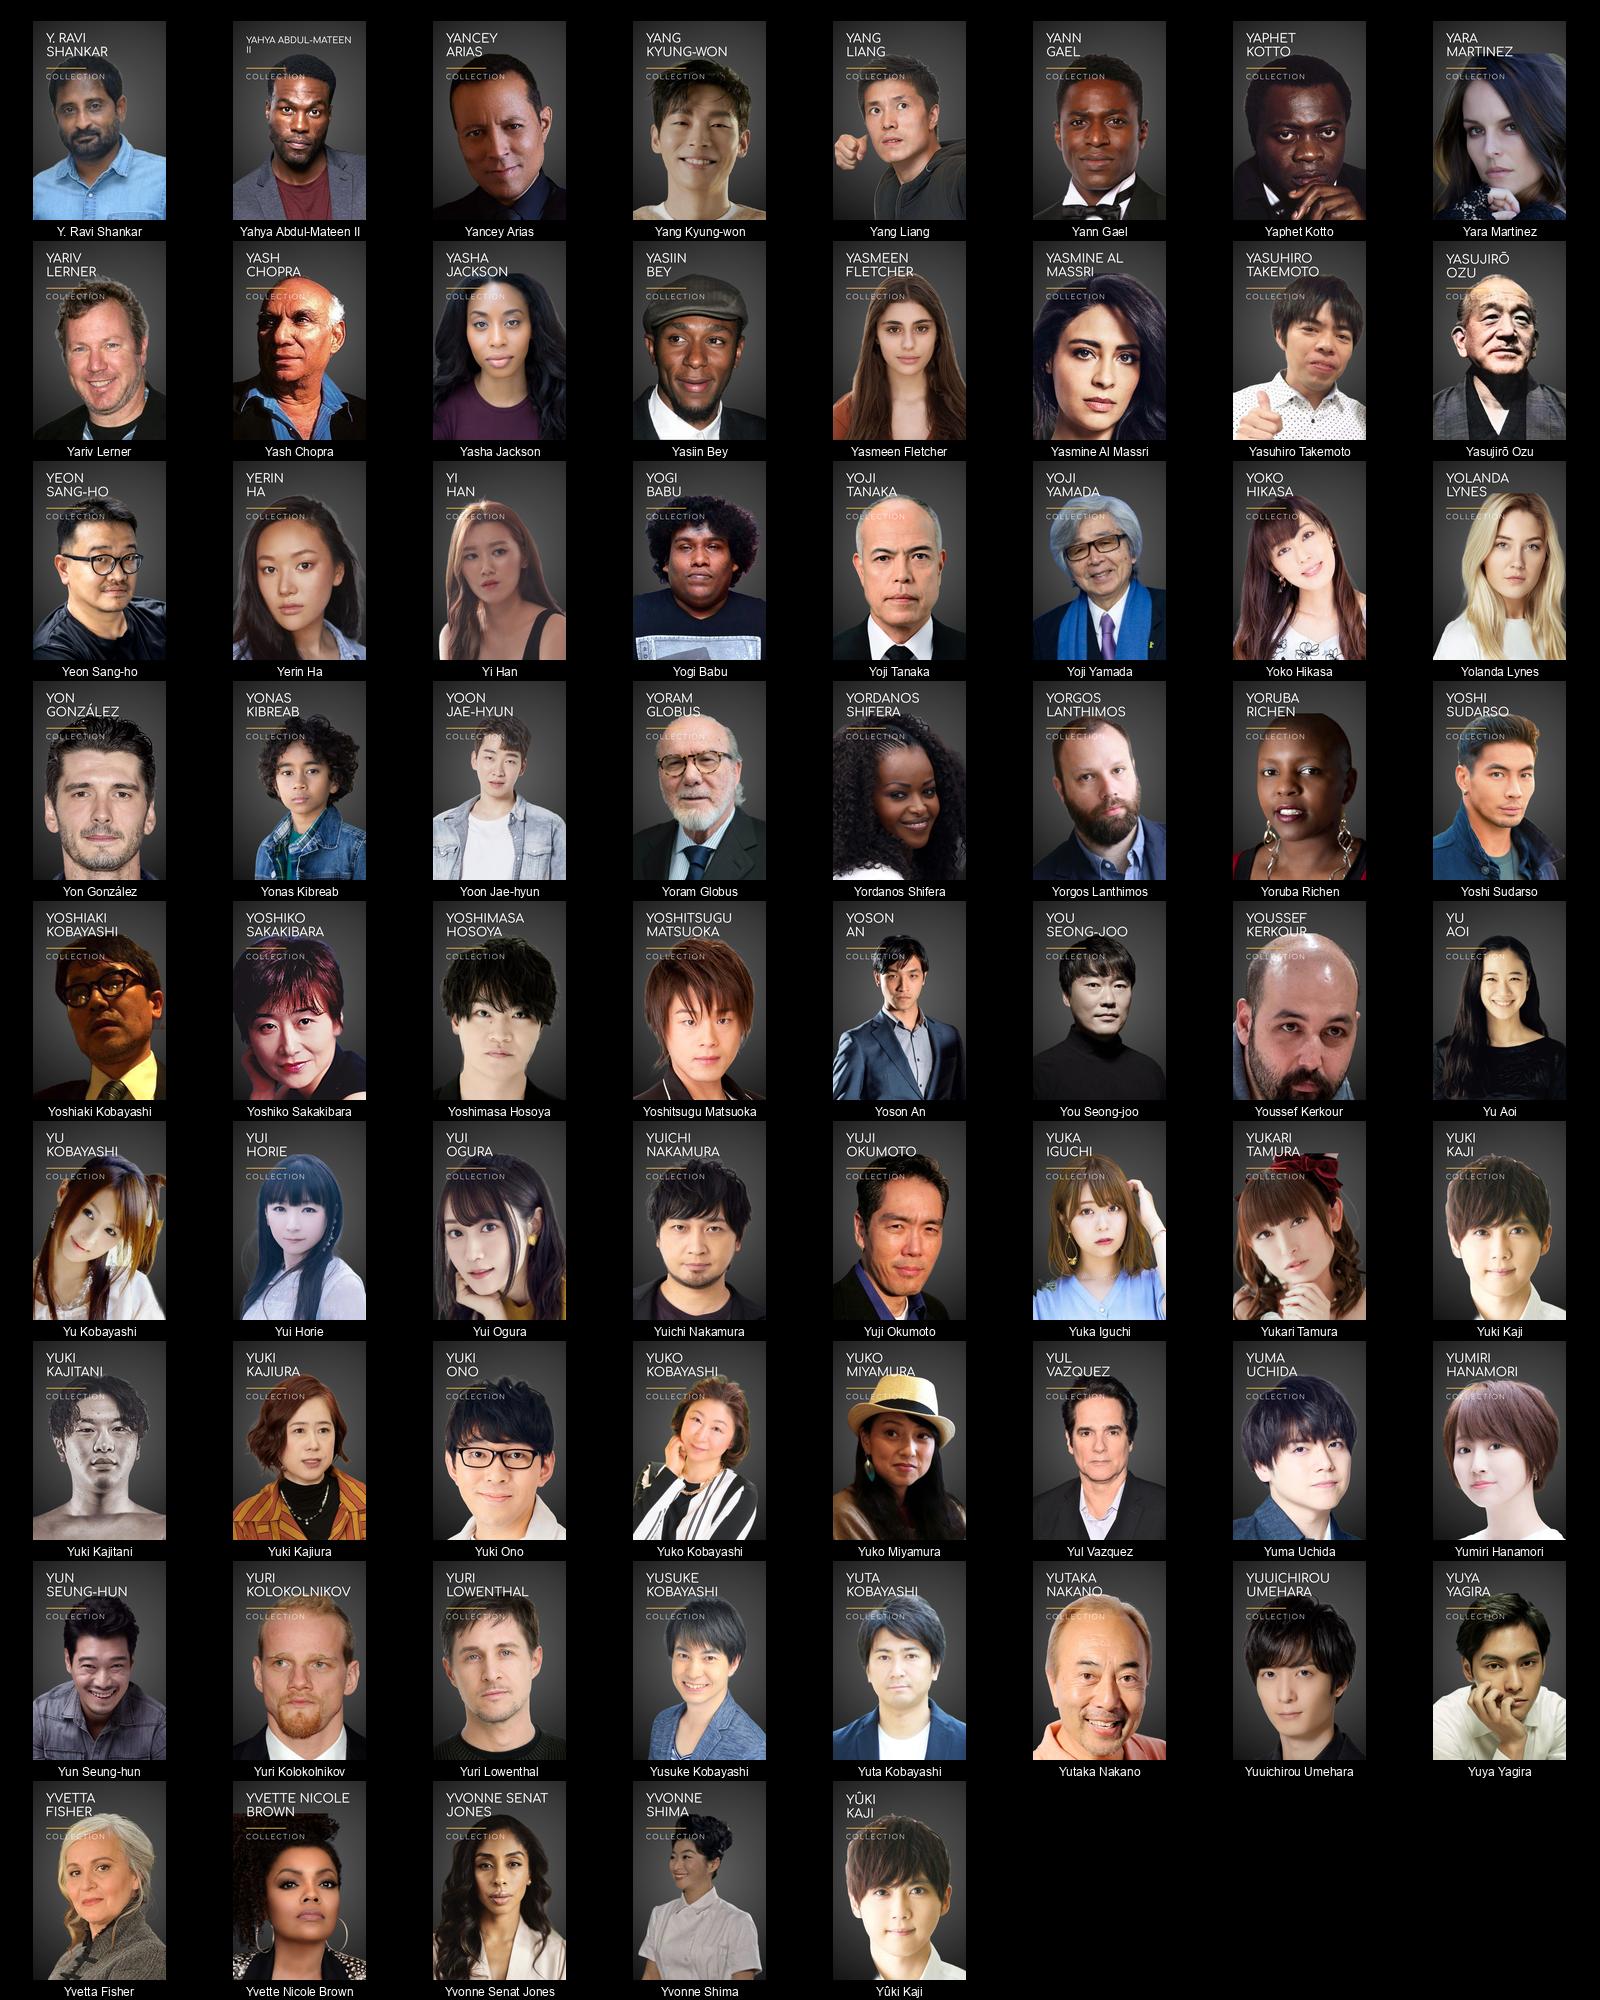 Y. RAVI
SHANKAR
COLLECTION
Y. Ravi Shankar
YAHYA ABDUL-MATEEN
II
COLLECTION
Yahya Abdul-Mateen II
YANCEY
ARIAS
COLLECTION
Yancey Arias
YANG
KYUNG-WON
COLLECTION
Yang Kyung-won
YANG
LIANG
COLLECTION
Yang Liang
YANN
GAEL
COLLECTION
Yann Gael
YAPHET
KOTTO
COLLECTION
Yaphet Kotto
YARA
MARTINEZ
COLLECTION
Yara Martinez
YARIV
LERNER
COLLECTION
Yariv Lerner
YASH
CHOPRA
COLLECTION
Yash Chopra
YASHA
JACKSON
COLLECTION
Yasha Jackson
YASIIN
BEY
COLLECTION
Yasiin Bey
YASMEEN
FLETCHER
COLLECTION
Yasmeen Fletcher
YASMINE AL
MASSRI
COLLECTION
Yasmine Al Massri
YASUHIRO
TAKEMOTO
COLLECTION
Yasuhiro Takemoto
YASUJIRŌ
OZU
COLLECTION
Yasujirō Ozu
YEON
SANG-HO
COLLECTION
Yeon Sang-ho
YERIN
HA
COLLECTION
Yerin Ha
YI
HAN
COLLECTION
Yi Han
YOGI
BABU
COLLECTION
Yogi Babu
YOJI
TANAKA
COLLECTION
Yoji Tanaka
YOJI
YAMADA
COLLECTION
Yoji Yamada
YOKO
HIKASA
COLLECTION
Yoko Hikasa
YOLANDA
LYNES
COLLECTION
Yolanda Lynes
YON
GONZÁLEZ
COLLECTION
Yon González
YONAS
KIBREAB
COLLECTION
Yonas Kibreab
YOON
JAE-HYUN
COLLECTION
Yoon Jae-hyun
YORAM
GLOBUS
COLLECTION
Yoram Globus
YORDANOS
SHIFERA
COLLECTION
Yordanos Shifera
YORGOS
LANTHIMOS
COLLECTION
Yorgos Lanthimos
YORUBA
RICHEN
COLLECTION
Yoruba Richen
YOSHI
SUDARSO
COLLECTION
Yoshi Sudarso
YOSHIAKI
KOBAYASHI
COLLECTION
Yoshiaki Kobayashi
YOSHIKO
SAKAKIBARA
COLLECTION
Yoshiko Sakakibara
YOSHIMASA
HOSOYA
COLLECTION
Yoshimasa Hosoya
YOSHITSUGU
MATSUOKA
COLLECTION
Yoshitsugu Matsuoka
YOSON
AN
COLLECTION
Yoson An
YOU
SEONG-JOO
COLLECTION
You Seong-joo
YOUSSEF
KERKOUR
COLLECTION
Youssef Kerkour
YU
AOI
COLLECTION
Yu Aoi
YU
KOBAYASHI
COLLECTION
Yu Kobayashi
YUI
HORIE
COLLECTION
Yui Horie
YUI
OGURA
COLLECTION
Yui Ogura
YUICHI
NAKAMURA
COLLECTION
Yuichi Nakamura
YUJI
OKUMOTO
COLLECTION
Yuji Okumoto
YUKA
IGUCHI
COLLECTION
Yuka Iguchi
YUKARI
TAMURA
COLLECTION
Yukari Tamura
YUKI
KAJI
COLLECTION
Yuki Kaji
YUKI
KAJITANI
COLLECTION
Yuki Kajitani
YUKI
KAJIURA
COLLECTION
Yuki Kajiura
YUKI
ONO
COLLECTION
Yuki Ono
YUKO
KOBAYASHI
COLLECTION
Yuko Kobayashi
YUKO
MIYAMURA
COLLECTION
Yuko Miyamura
YUL
VAZQUEZ
COLLECTION
Yul Vazquez
YUMA
UCHIDA
COLLECTION
Yuma Uchida
YUMIRI
HANAMORI
COLLECTION
Yumiri Hanamori
YUN
SEUNG-HUN
COLLECTION
Yun Seung-hun
YURI
KOLOKOLNIKOV
COLLECTION
Yuri Kolokolnikov
YURI
LOWENTHAL
COLLECTION
Yuri Lowenthal
YUSUKE
KOBAYASHI
COLLECTION
Yusuke Kobayashi
YUTA
KOBAYASHI
COLLECTION
Yuta Kobayashi
YUTAKA
NAKANO
COLLECTION
Yutaka Nakano
YUUICHIROU
UMEHARA
COLLECTION
Yuuichirou Umehara
YUYA
YAGIRA
COLLECTION
Yuya Yagira
YVETTA
FISHER
COLLECTION
Yvetta Fisher
YVETTE NICOLE
BROWN
COLLECTION
Yvette Nicole Brown
YVONNE SENAT
JONES
COLLECTION
Yvonne Senat Jones
YVONNE
SHIMA
COLLECTION
Yvonne Shima
YÛKI
KAJI
COLLECTION
Yûki Kaji